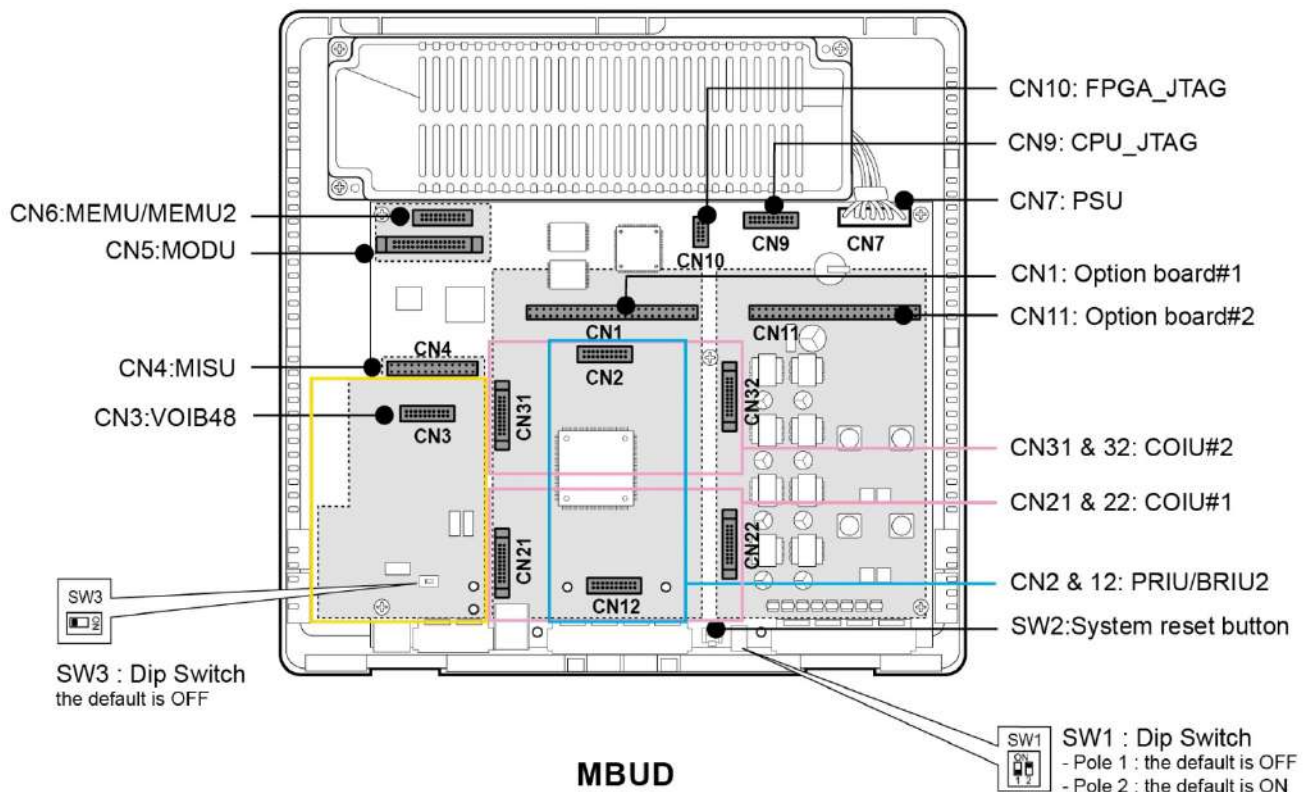 CN10: FPGA_JTAG
CN9: CPU_JTAG
CN7: PSU
CN1: Option board#1
CN11: Option board#2
CN31 & 32: COIU#2
CN21 & 22: COIU#1
CN2 & 12: PRIU/BRIU2
SW2:System reset button
CN6:MEMU/MEMU2
CN5:MODU
CN4:MISU
CN3:VOIB48
CN10
CN9
CN7
CN1
CN11
CN4
CN2
CN3
CN31
CN32
CN21
CN22
CN12
SW3
ON
SW3 : Dip Switch
the default is OFF
SW1
ON
1 2
SW1 : Dip Switch
- Pole 1 : the default is OFF
- Pole 2 : the default is ON
MBUD